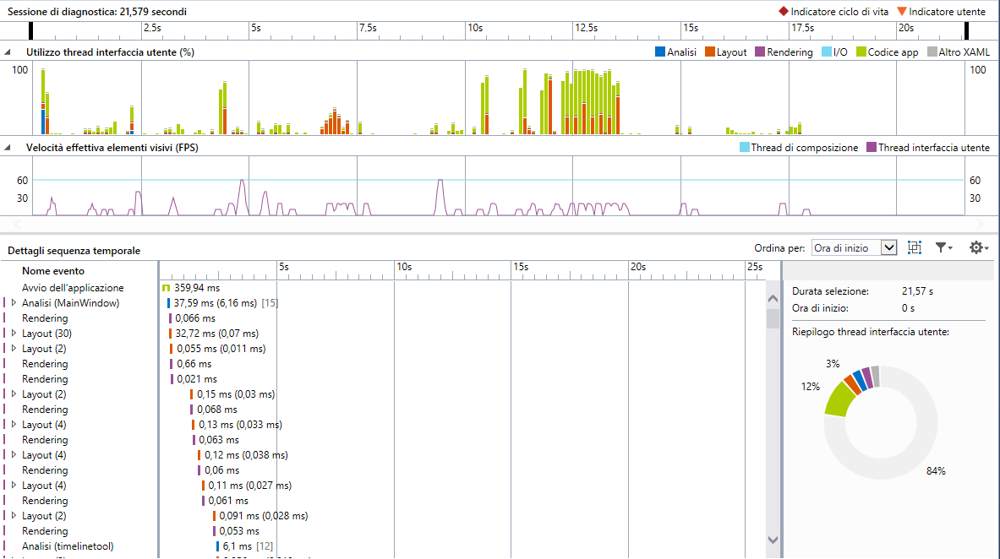 Sessione di diagnostica: 21,579 secondi
Indicatore ciclo di vita Indicatore utente
2,5s 5s 7,5s 10s 12,5s 15s 17,5s 20s
Utilizzo thread interfaccia utente (%)
Analisi Layout Rendering I/O Codice app Altro XAML
100 100
Velocità effettiva elementi visivi (FPS)
Thread di composizione Thread interfaccia utente
60 60
30 30
Dettagli sequenza temporale
Ordina per: Ora di inizio
Nome evento 5s 10s 15s 20s 25s
Avvio dell'applicazione 359,94 ms
Analisi (MainWindow) 37,59 ms (6,16 ms) [15]
Rendering 0,066 ms
Layout (30) 32,72 ms (0,07 ms)
Layout (2) 0,055 ms (0,011 ms)
Rendering 0,66 ms
Rendering 0,021 ms
Layout (2) 0,15 ms (0,03 ms)
Rendering 0,068 ms
Layout (4) 0,13 ms (0,033 ms)
Rendering 0,063 ms
Layout (4) 0,12 ms (0,038 ms)
Rendering 0,06 ms
Layout (4) 0,11 ms (0,027 ms)
Rendering 0,061 ms
Layout (2) 0,091 ms (0,028 ms)
Rendering 0,053 ms
Analisi (timelinetool) 6,1 ms [12]
Durata selezione: 21,57 s
Ora di inizio: 0 s
Riepilogo thread interfaccia utente:
3%
12%
84%